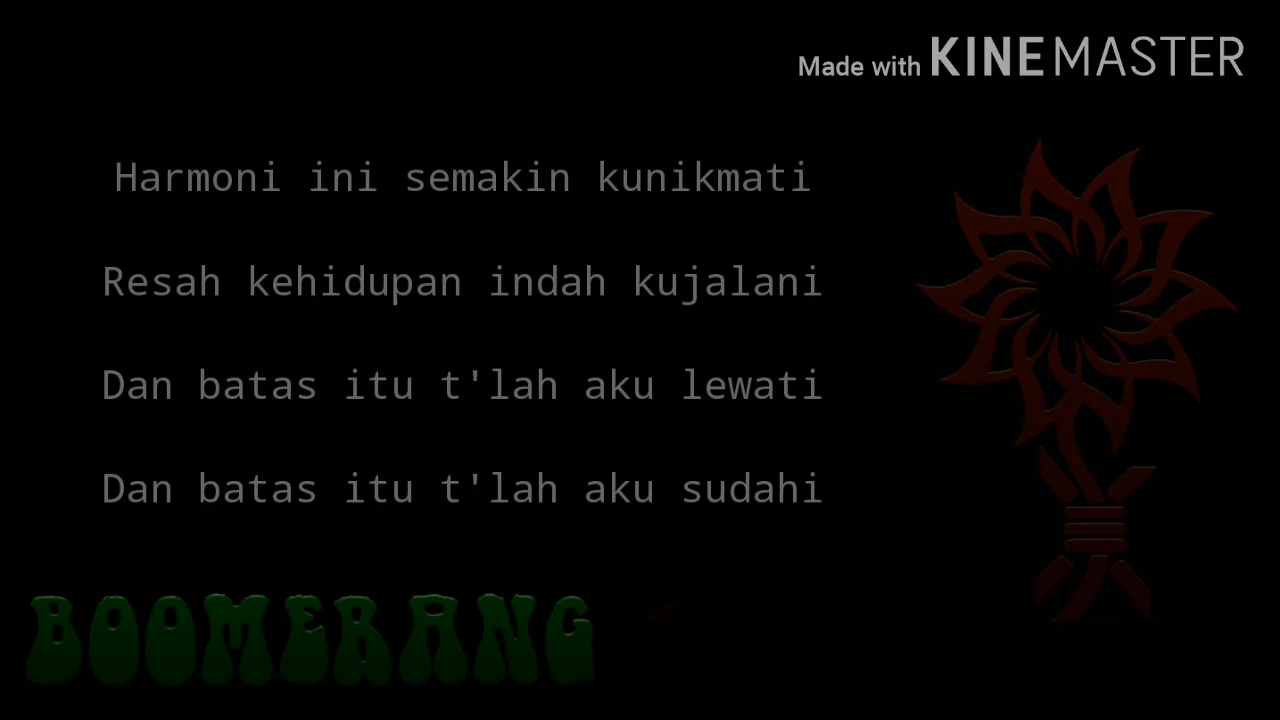 Made with KINEMASTER
Harmoni ini semakin kunikmati
Resah kehidupan indah kujalani
Dan batas itu t'lah aku lewati
Dan batas itu t'lah aku sudahi
BOOMERANG